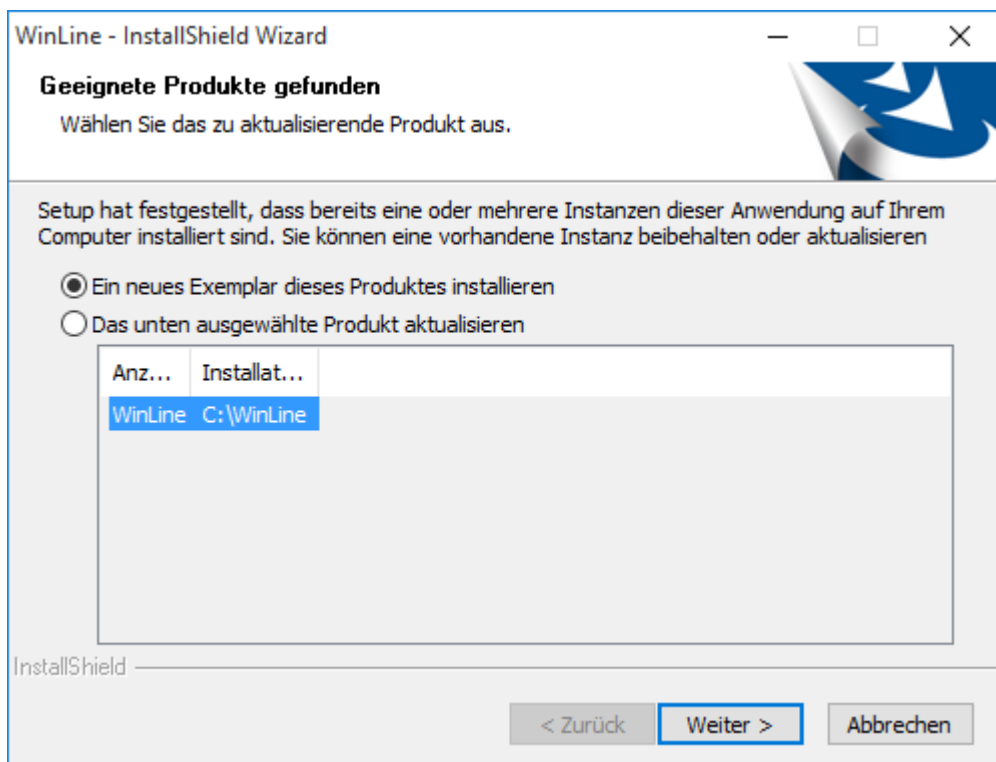 WinLine - InstallShield Wizard
Geeignete Produkte gefunden
Wählen Sie das zu aktualisierende Produkt aus.
Setup hat festgestellt, dass bereits eine oder mehrere Instanzen dieser Anwendung auf Ihrem
Computer installiert sind. Sie können eine vorhandene Instanz beibehalten oder aktualisieren
Ein neues Exemplar dieses Produktes installieren
Das unten ausgewählte Produkt aktualisieren
Anz... Installat...
WinLine C:\WinLine
InstallShield
< Zurück Weiter > Abbrechen